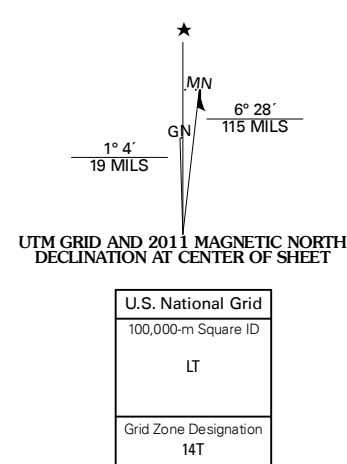 MN
6° 28´
115 MILS
GN
1° 4´
19 MILS
UTM GRID AND 2011 MAGNETIC NORTH
DECLINATION AT CENTER OF SHEET
U.S. National Grid
100,000-m Square ID
LT
Grid Zone Designation
14T